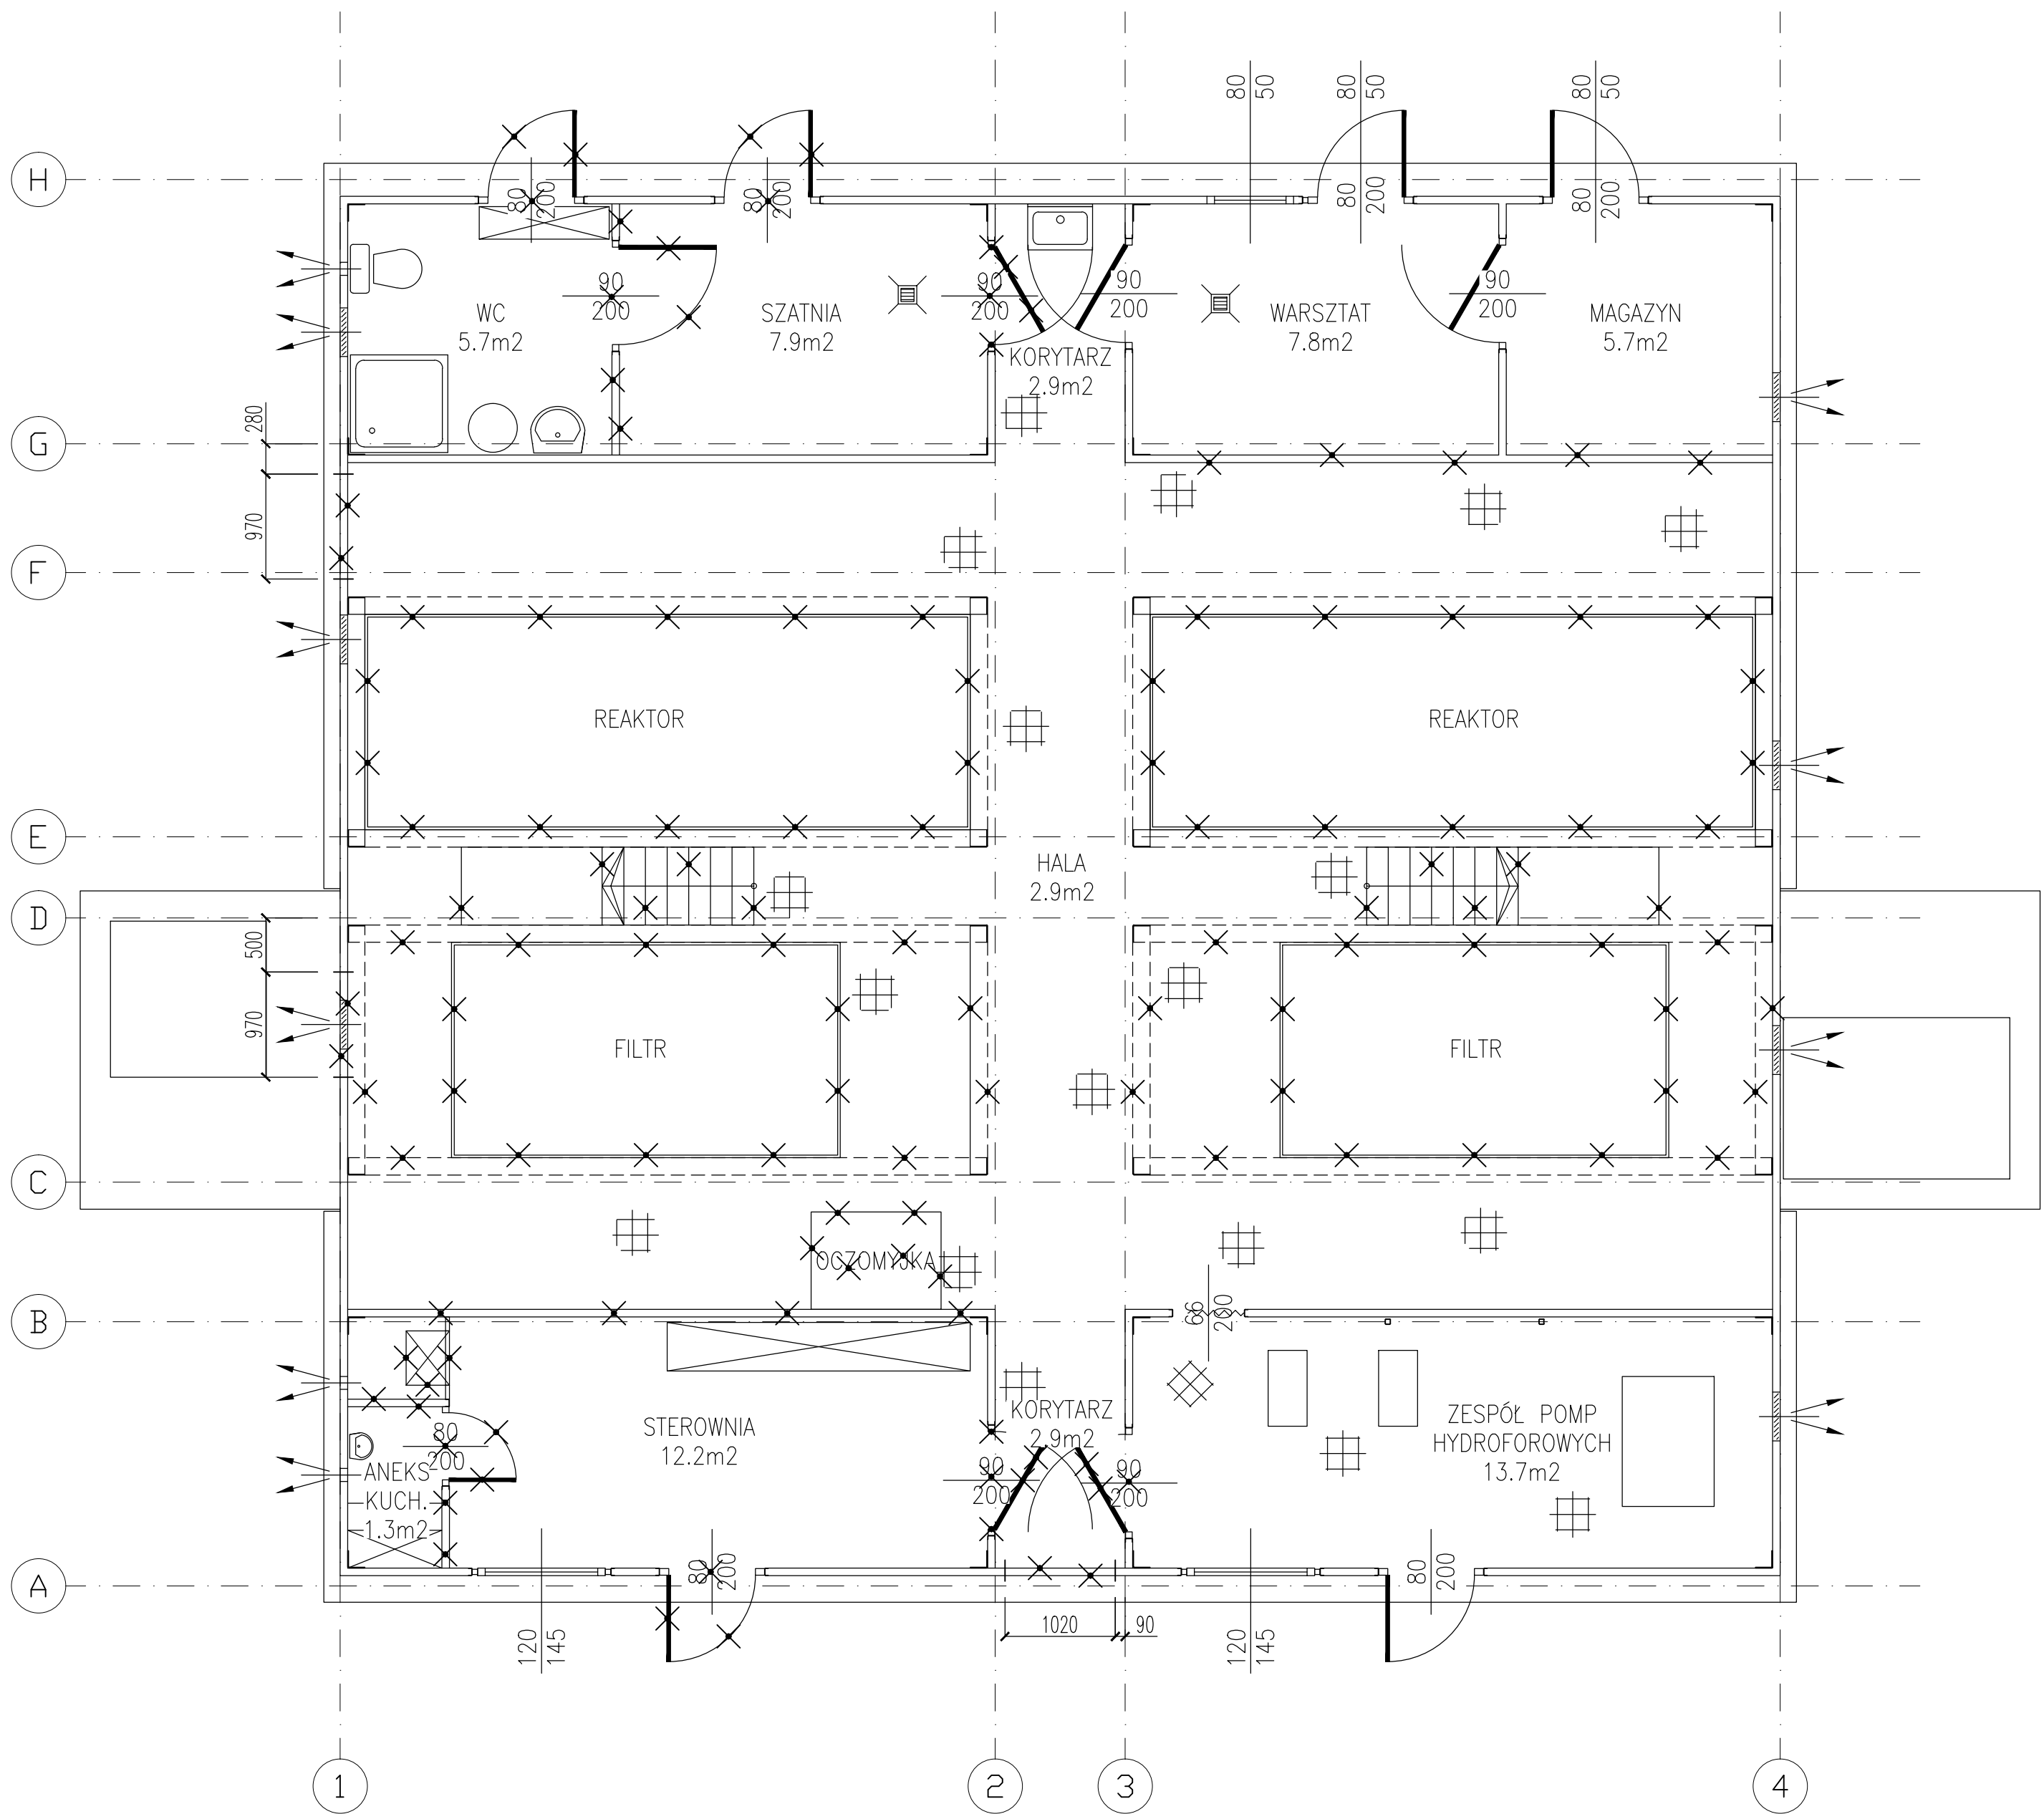 80
50
80
50
80
50
H
80
200
80
200
80
200
80
200
WC
5.7m2
90
200
SZATNIA
7.9m2
90
200
90
200
KORYTARZ
2.9m2
WARSZTAT
7.8m2
90
200
MAGAZYN
5.7m2
280
G
970
F
REAKTOR
REAKTOR
E
HALA
2.9m2
D
500
970
FILTR
FILTR
C
OCZOMYJKA
B
66
200
STEROWNIA
12.2m2
KORYTARZ
2.9m2
ZESPÓŁ POMP
HYDROFOROWYCH
13.7m2
80
200
ANEKS
KUCH.
1.3m2
90
200
90
200
A
80
200
80
200
120
145
1020
90
120
145
1
2
3
4